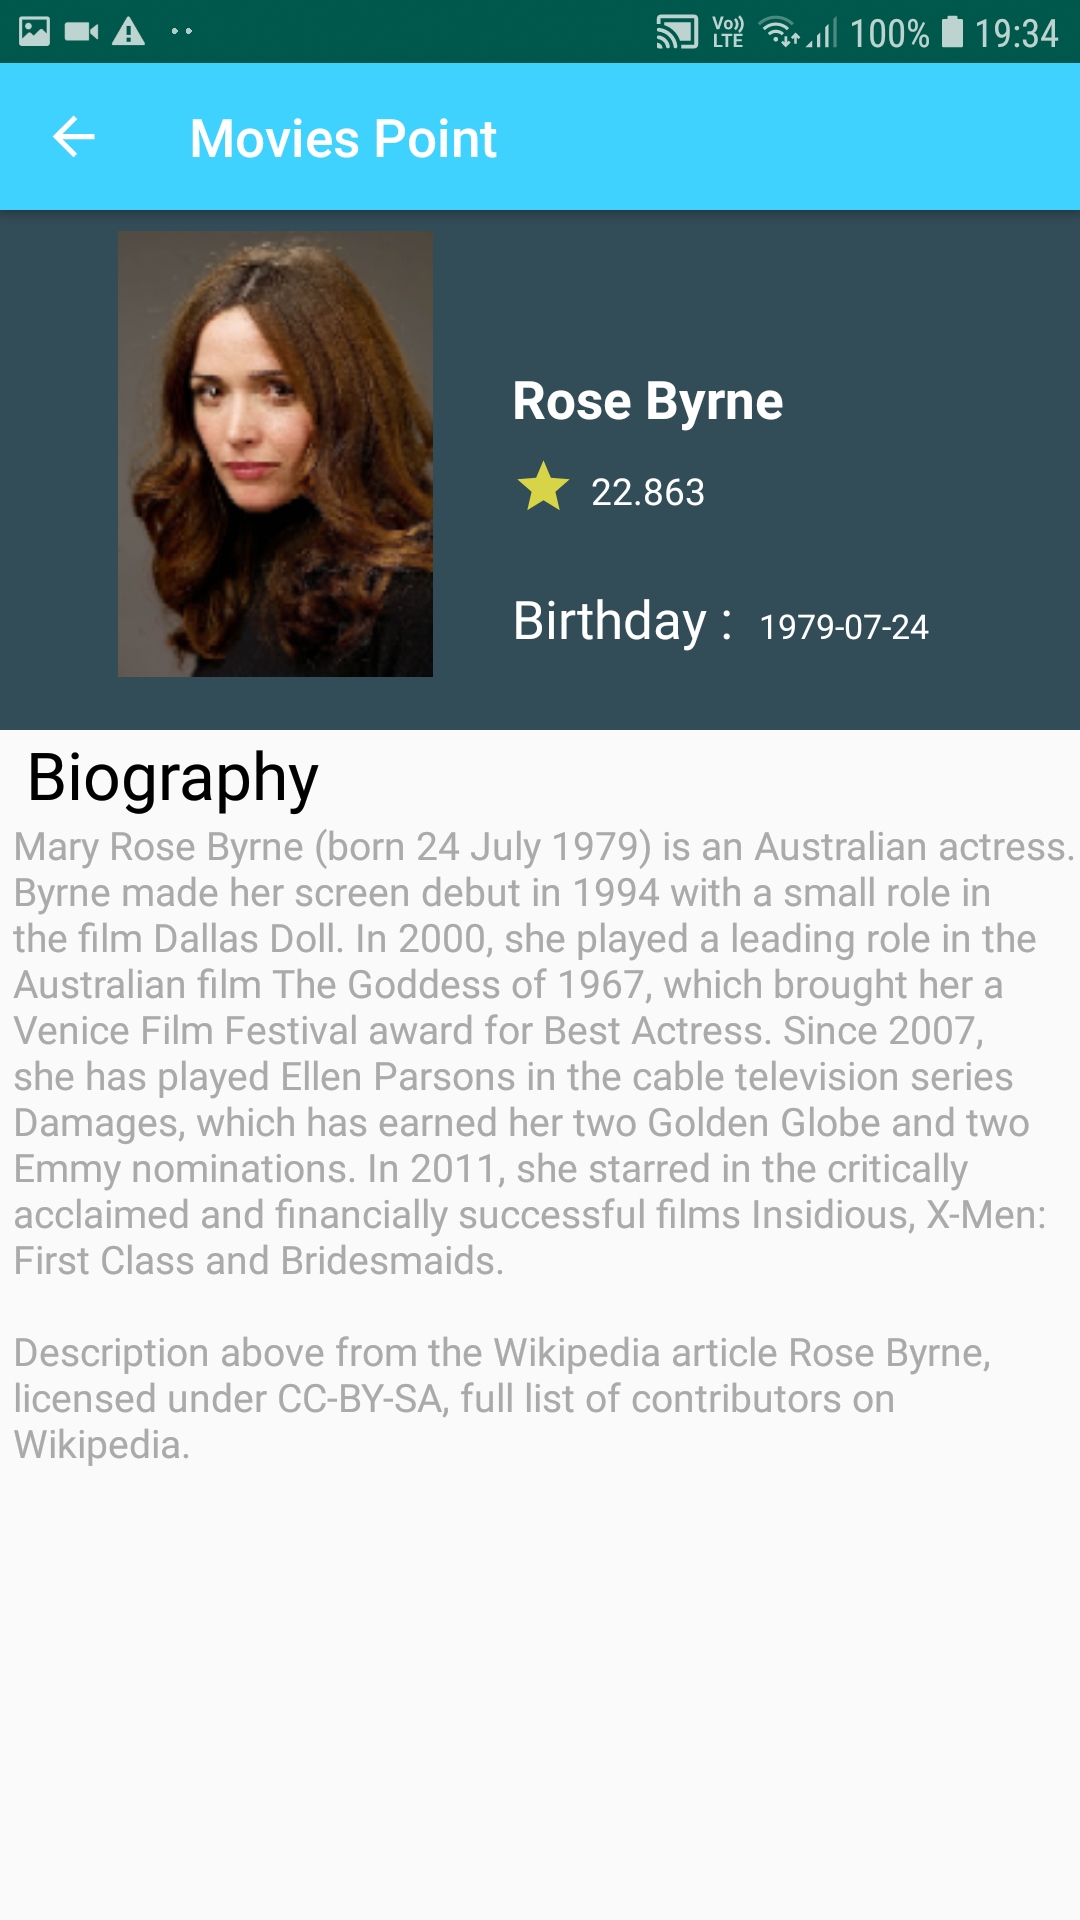 Vo)) LTE 100% 19:34
Movies Point
Rose Byrne
22.863
Birthday : 1979-07-24
Biography
Mary Rose Byrne (born 24 July 1979) is an Australian actress.
Byrne made her screen debut in 1994 with a small role in
the film Dallas Doll. In 2000, she played a leading role in the
Australian film The Goddess of 1967, which brought her a
Venice Film Festival award for Best Actress. Since 2007,
she has played Ellen Parsons in the cable television series
Damages, which has earned her two Golden Globe and two
Emmy nominations. In 2011, she starred in the critically
acclaimed and financially successful films Insidious, X-Men:
First Class and Bridesmaids.
Description above from the Wikipedia article Rose Byrne,
licensed under CC-BY-SA, full list of contributors on
Wikipedia.